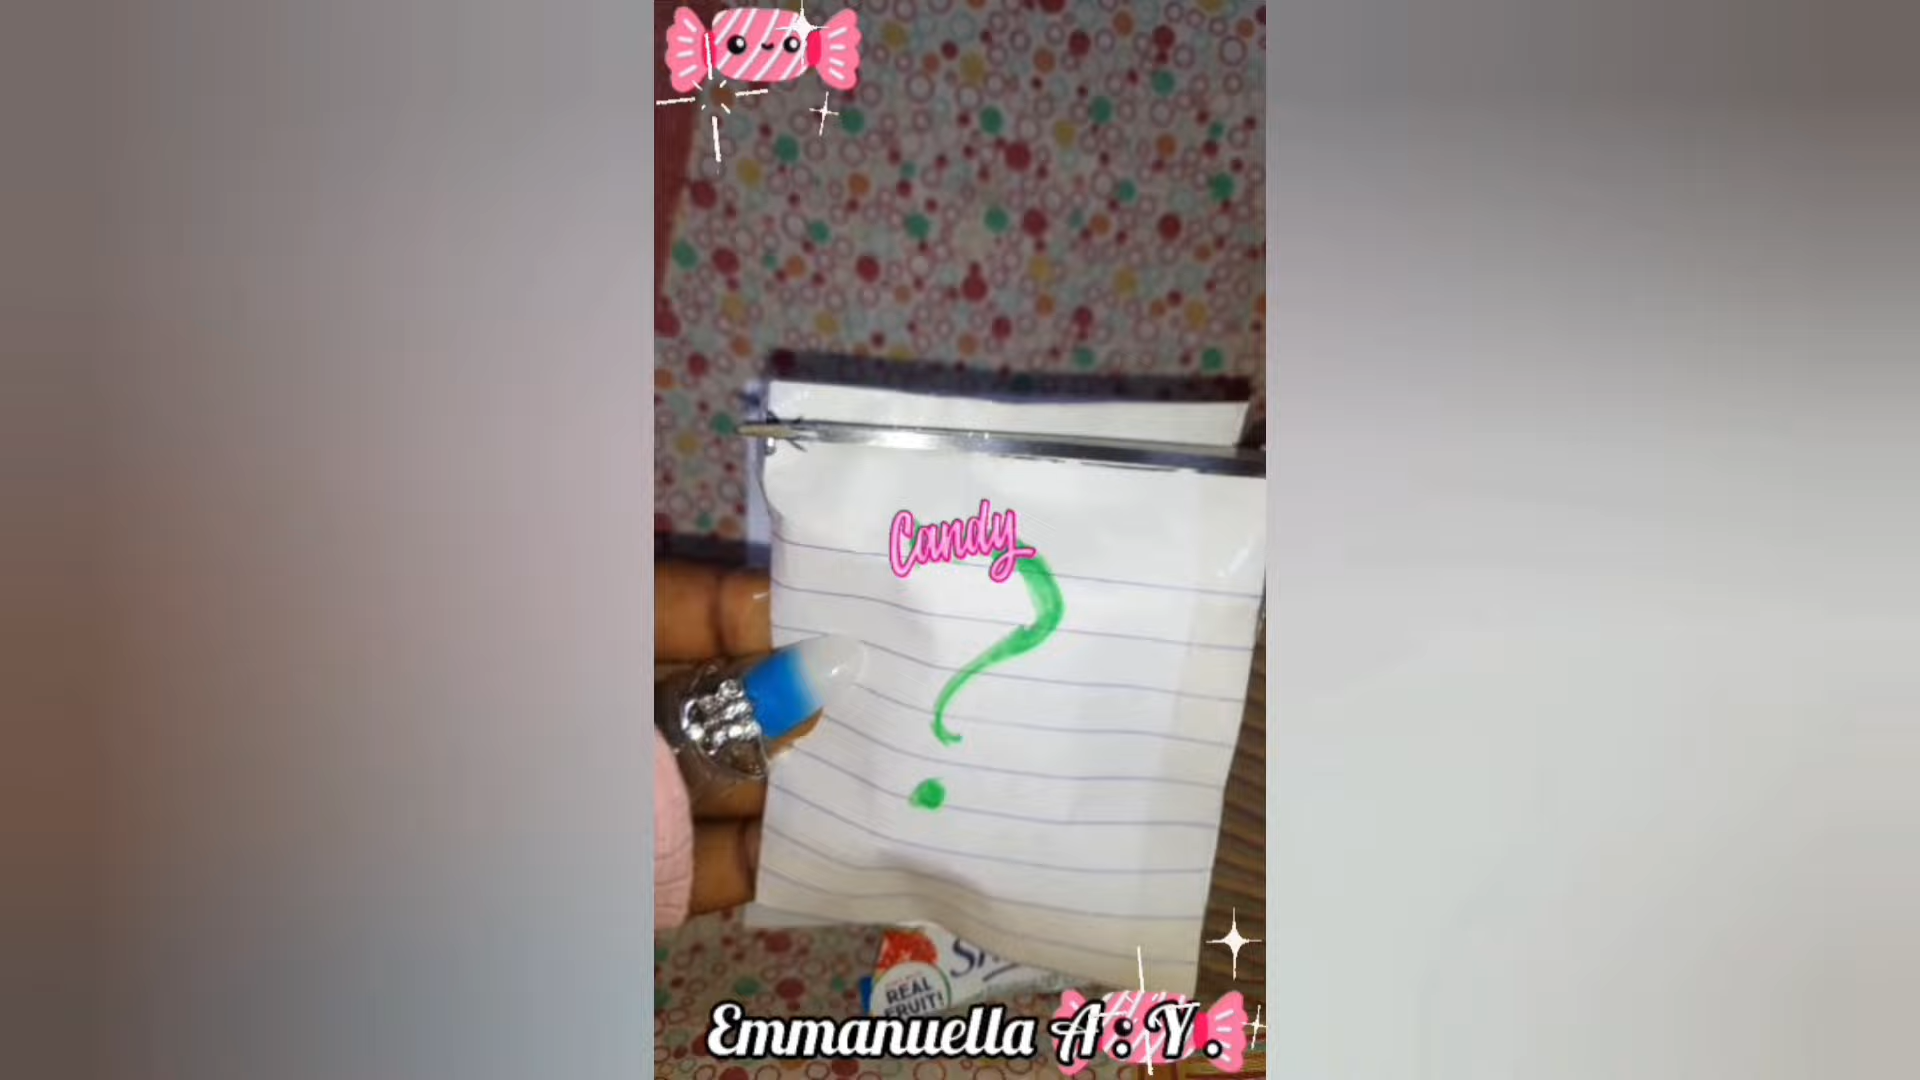 Candy
?
REAL
FRUIT!
Emmanuella A : Y .